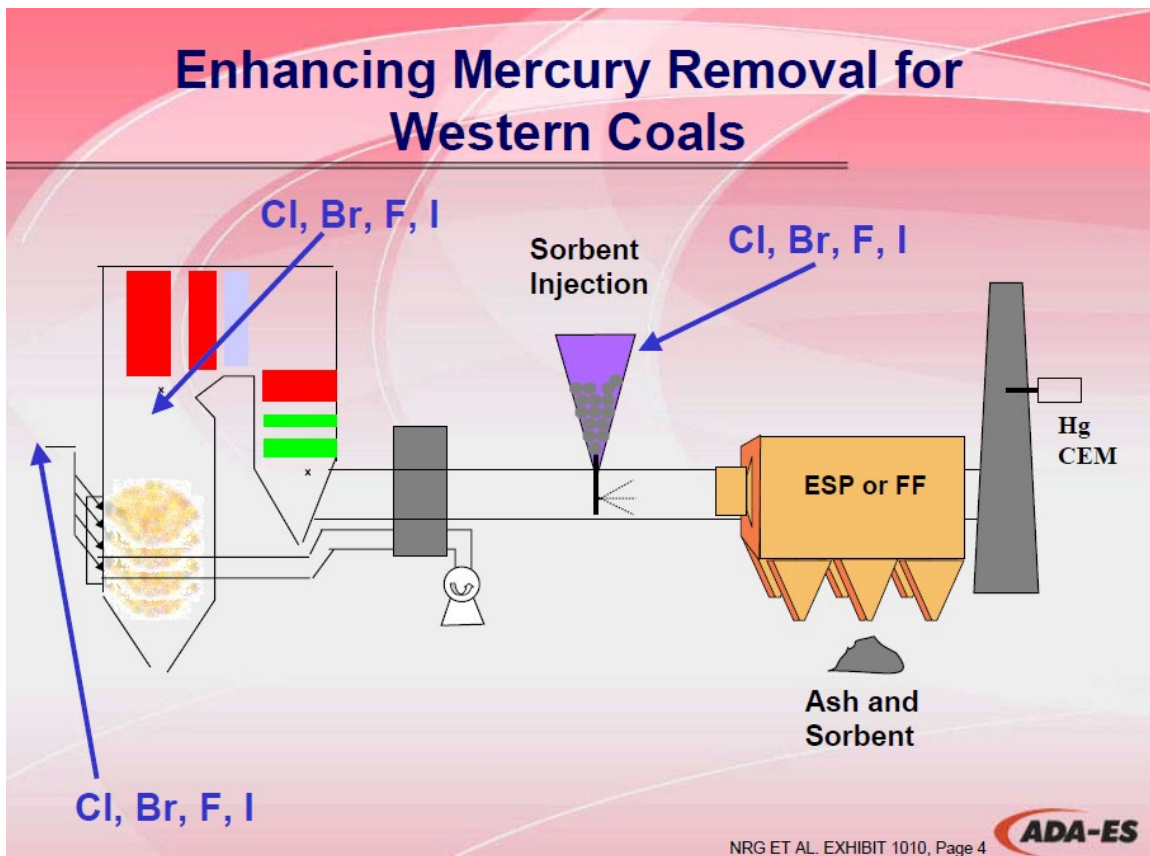 Enhancing Mercury Removal for
Western Coals
Cl, Br, F, I
Sorbent
Injection
Cl, Br, F, I
x
x
Hg
CEM
ESP or FF
Ash and
Sorbent
Cl, Br, F, I
ADA-ES
NRG ET AL. EXHIBIT 1010, Page 4